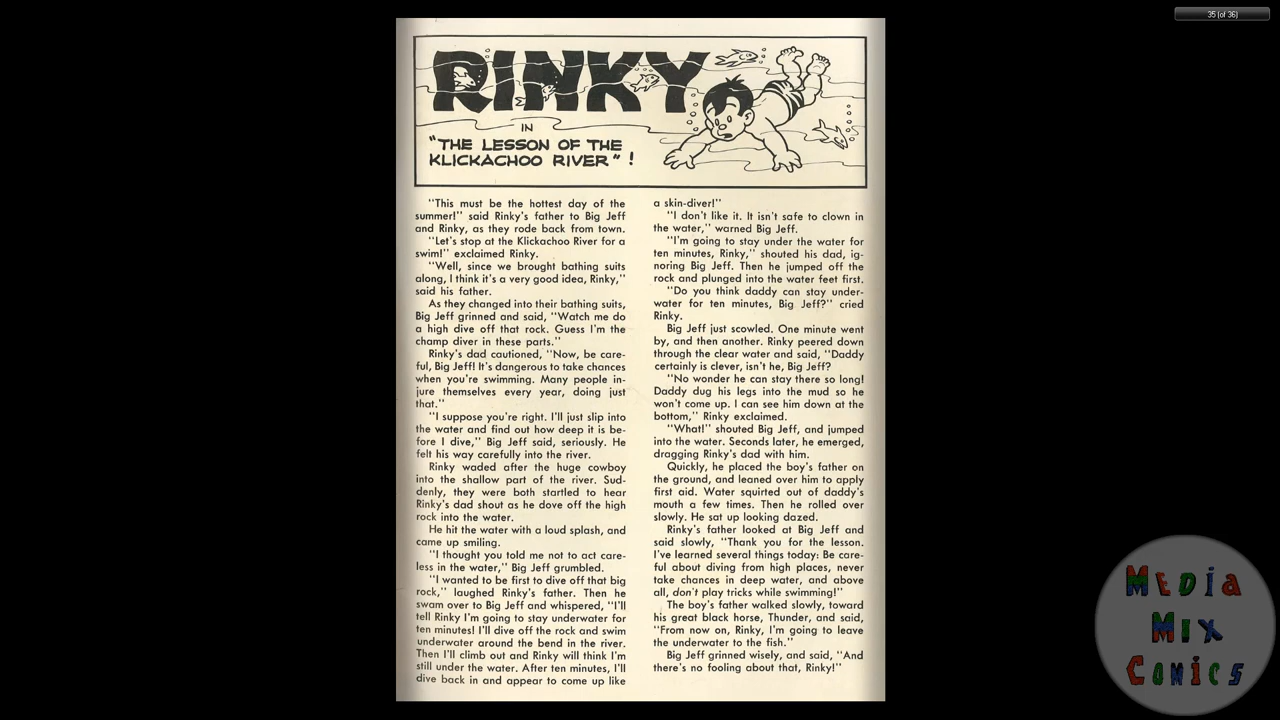 35 (of 36)
RINKY
IN
"THE LESSON OF THE
KLICKACHOO RIVER"!
"This must be the hottest day of the
summer!" said Rinky's father to Big Jeff
and Rinky, as they rode back from town.
"Let's stop at the Klickachoo River for a
swim!" exclaimed Rinky.
"Well, since we brought bathing suits
along, I think it's a very good idea, Rinky,"
said his father.
As they changed into their bathing suits,
Big Jeff grinned and said, "Watch me do
a high dive off that rock. Guess I'm the
champ diver in these parts."
Rinky's dad cautioned, "Now, be care-
ful, Big Jeff! It's dangerous to take chances
when you're swimming. Many people in-
jure themselves every year, doing just
that."
"I suppose you're right. I'll just slip into
the water and find out how deep it is be-
fore I dive," Big Jeff said, seriously. He
felt his way carefully into the river.
Rinky waded after the huge cowboy
into the shallow part of the river. Sud-
denly, they were both startled to hear
Rinky's dad shout as he dove off the high
rock into the water.
He hit the water with a loud splash, and
came up smiling.
"I thought you told me not to act care-
less in the water," Big Jeff grumbled.
"I wanted to be first to dive off that big
rock," laughed Rinky's father. Then he
swam over to Big Jeff and whispered, "I'll
tell Rinky I'm going to stay underwater for
ten minutes! I'll dive off the rock and swim
underwater around the bend in the river.
Then I'll climb out and Rinky will think I'm
still under the water. After ten minutes, I'll
dive back in and appear to come up like
a skin-diver!"
"I don't like it. It isn't safe to clown in
the water," warned Big Jeff.
"I'm going to stay under the water for
ten minutes, Rinky," shouted his dad, ig-
noring Big Jeff. Then he jumped off the
rock and plunged into the water feet first.
"Do you think daddy can stay under-
water for ten minutes, Big Jeff?" cried
Rinky.
Big Jeff just scowled. One minute went
by, and then another. Rinky peered down
through the clear water and said, "Daddy
certainly is clever, isn't he, Big Jeff?
"No wonder he can stay there so long!
Daddy dug his legs into the mud so he
won't come up. I can see him down at the
bottom," Rinky exclaimed.
"What!" shouted Big Jeff, and jumped
into the water. Seconds later, he emerged,
dragging Rinky's dad with him.
Quickly, he placed the boy's father on
the ground, and leaned over him to apply
first aid. Water squirted out of daddy's
mouth a few times. Then he rolled over
slowly. He sat up looking dazed.
Rinky's father looked at Big Jeff and
said slowly, "Thank you for the lesson.
I've learned several things today: Be care-
ful about diving from high places, never
take chances in deep water, and above
all, don't play tricks while swimming!"
The boy's father walked slowly, toward
his great black horse, Thunder, and said,
"From now on, Rinky, I'm going to leave
the underwater to the fish."
Big Jeff grinned wisely, and said, "And
there's no fooling about that, Rinky!"
MEDIA
MIX
COMICS